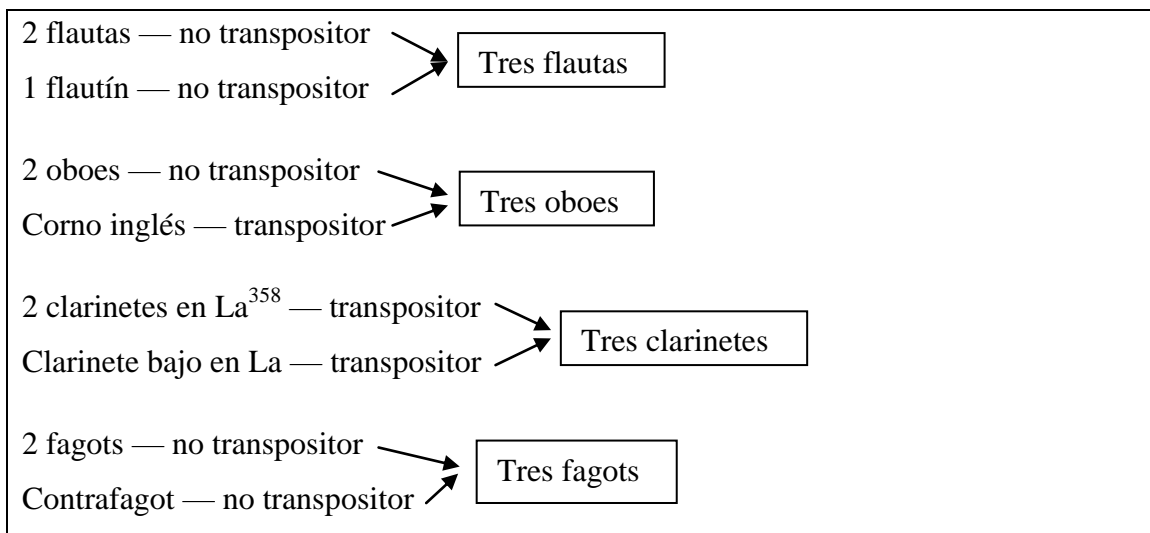 2 flautas — no transpositor
Tres flautas
1 flautín — no transpositor
2 oboes — no transpositor
Tres oboes
Corno inglés — transpositor
2 clarinetes en La358 — transpositor
Tres clarinetes
Clarinete bajo en La — transpositor
2 fagots — no transpositor
Tres fagots
Contrafagot — no transpositor